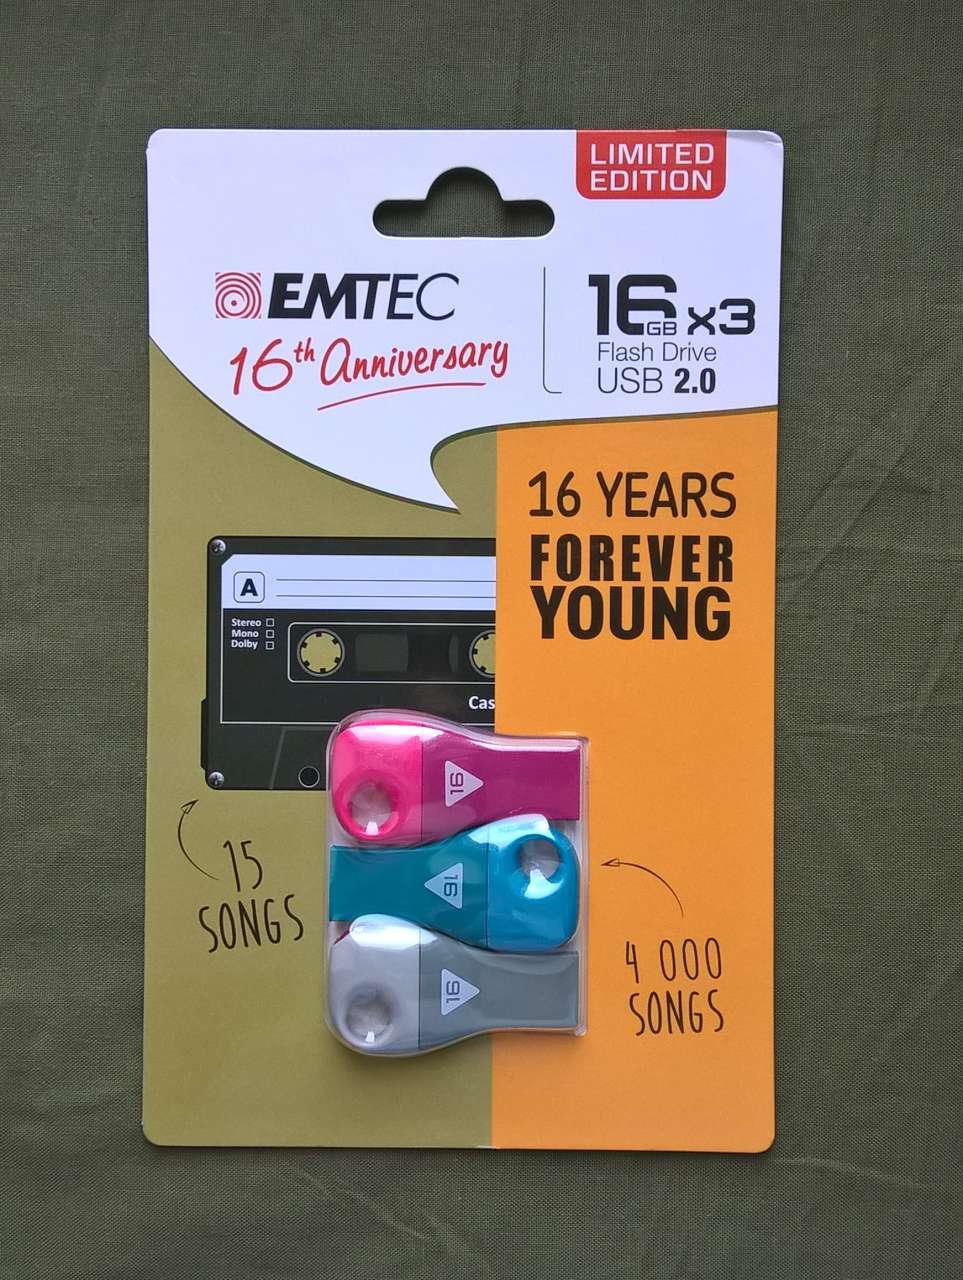 LIMITED
EDITION
EMTEC
16th Anniversary
16GB x3
Flash Drive
USB 2.0
16 YEARS
FOREVER
YOUNG
A
Stereo
Mono
Dolby
Cas
16
16
16
15
SONGS
4 000
SONGS